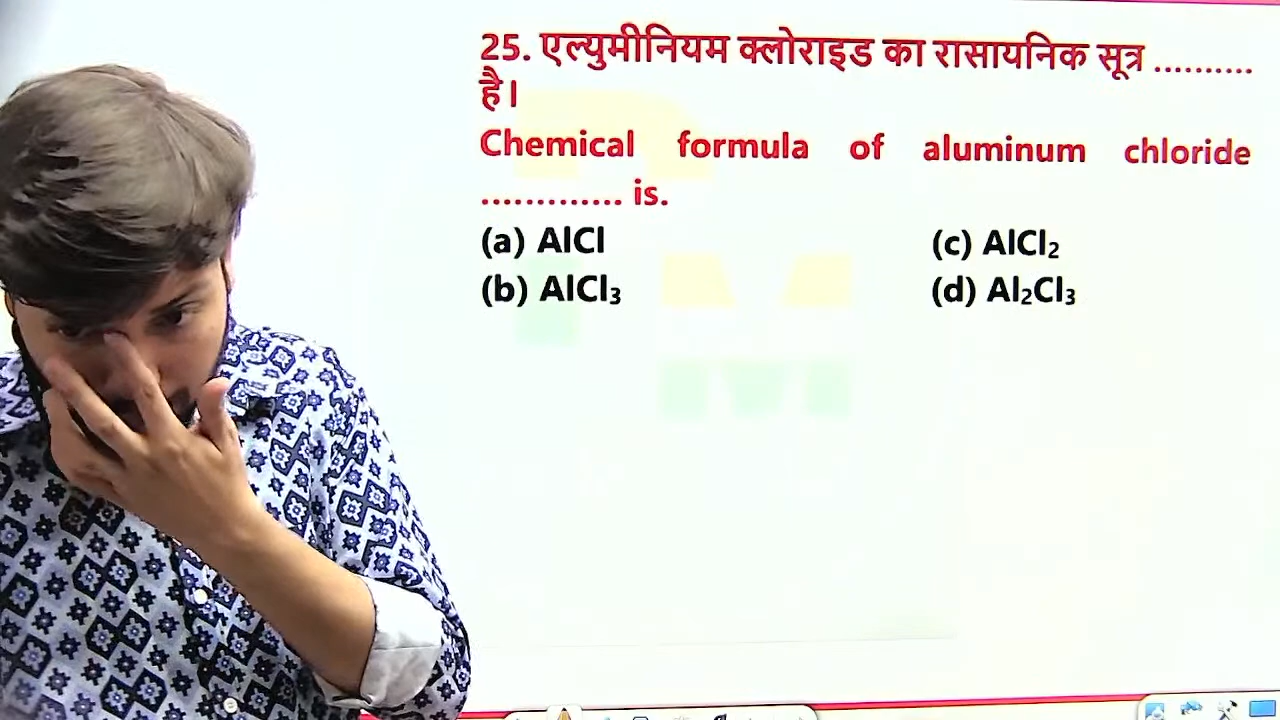 25. एल्युमीनियम क्लोराइड का रासायनिक सूत्र ...........
है।
Chemical formula of aluminum chloride
............. is.
(a) AlCl (c) AlCl₂
(b) AlCl₃ (d) Al₂Cl₃